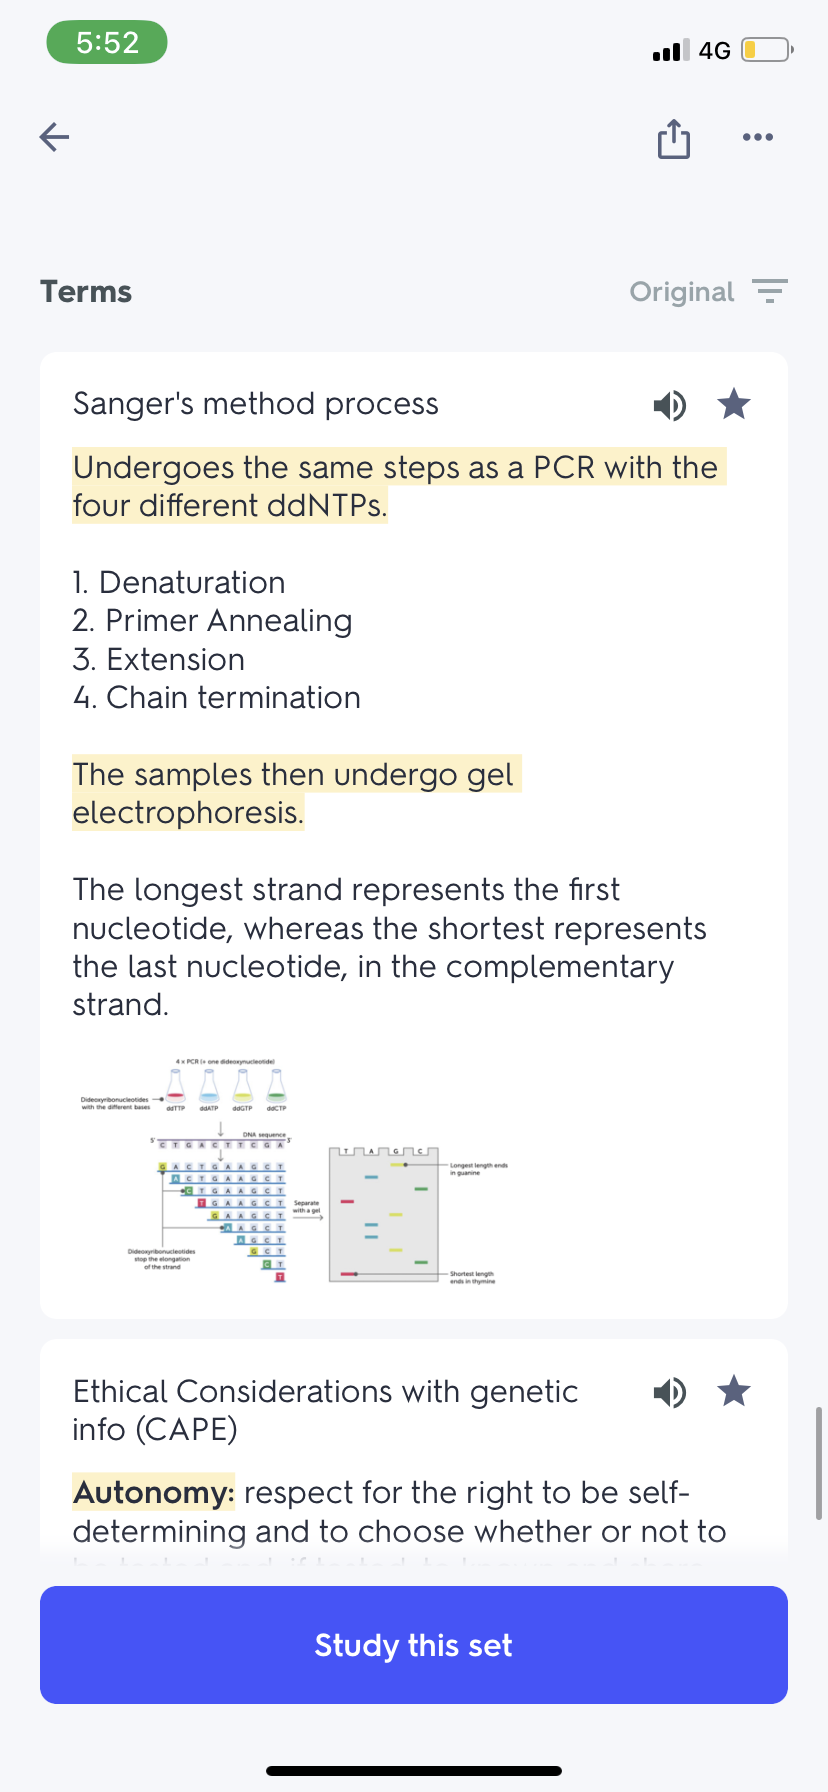 5:52
4G
Terms
Original
Sanger's method process
Undergoes the same steps as a PCR with the
four different ddNTPs.
1. Denaturation
2. Primer Annealing
3. Extension
4. Chain termination
The samples then undergo gel
electrophoresis.
The longest strand represents the first
nucleotide, whereas the shortest represents
the last nucleotide, in the complementary
strand.
4 x PCR (+ one dideoxynucleotide)
Dideoxyribonucleotides
with the different bases
ddTTP ddATP ddGTP ddCTP
DNA sequence
5' 3'
C T G A C T T C G A
G A C T G A A G C T
A C T G A A G C T
C T G A A G C T
T G A A G C T
G A A G C T
A A G C T
A G C T
G C T
C T
T
Separate
with a gel
Dideoxyribonucleotides
stop the elongation
of the strand
T A G C
Longest length ends
in guanine
Shortest length
ends in thymine
Ethical Considerations with genetic
info (CAPE)
Autonomy: respect for the right to be self-
determining and to choose whether or not to
Study this set